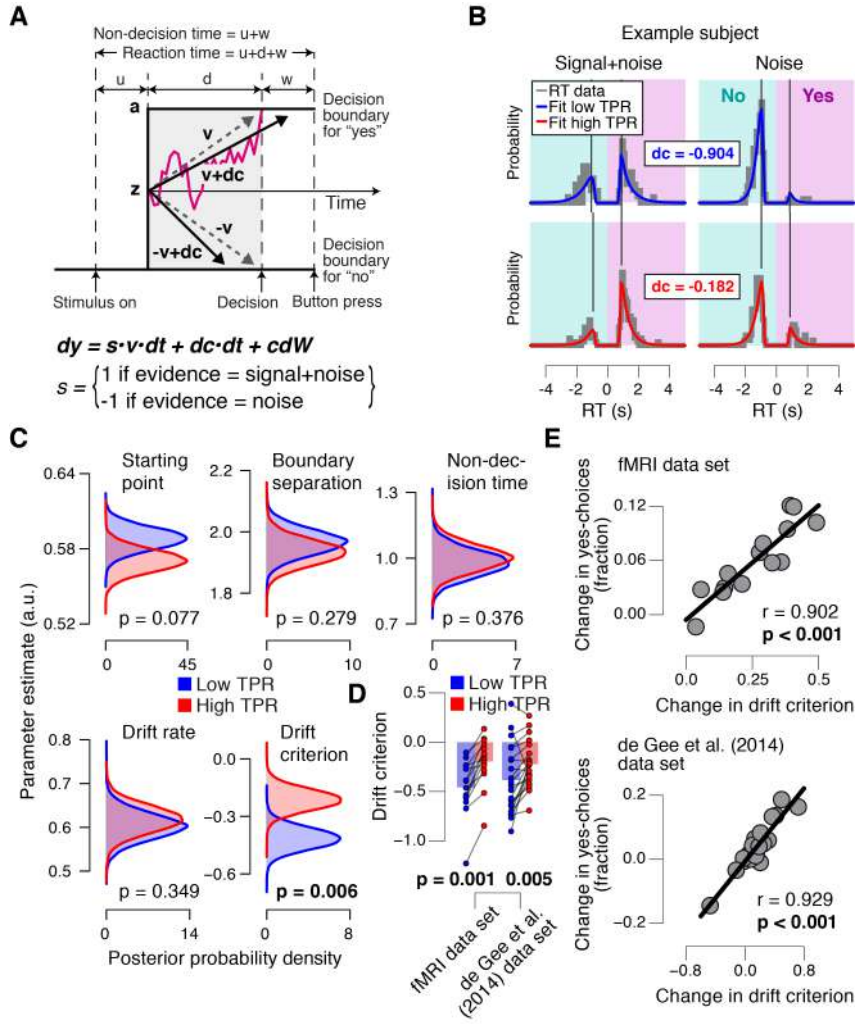 A
Non-decision time = u+w
Reaction time = u+d+w
u
d
w
a
Decision
boundary
for "yes"
v
v+dc
z
Time
-v
-v+dc
Decision
boundary
for "no"
Stimulus on
Decision
Button press
dy = s·v·dt + dc·dt + cdW
s = {1 if evidence = signal+noise
-1 if evidence = noise}
B
Example subject
Signal+noise
Noise
RT data
Fit low TPR
Fit high TPR
No
Yes
Probability
dc = -0.904
Probability
dc = -0.182
-4 -2 0 2 4
-4 -2 0 2 4
RT (s)
RT (s)
C
Parameter estimate (a.u.)
Starting
point
0.64
0.58
0.52
p = 0.077
0 45
Boundary
separation
2.2
2.0
1.8
p = 0.279
0 10
Non-dec-
ision time
1.3
1.0
0.7
p = 0.376
0 7
Low TPR
High TPR
Drift rate
0.8
0.7
0.6
0.5
p = 0.349
0 14
Drift
criterion
0.0
-0.3
-0.6
p = 0.006
0 8
Posterior probability density
D
Low TPR
High TPR
Drift criterion
0.5
-0.0
-0.5
-1.0
p = 0.001 0.005
fMRI data set
de Gee et al.
(2014) data set
E
fMRI data set
Change in yes-choices
(fraction)
0.12
0.06
0.00
r = 0.902
p < 0.001
0.0 0.25 0.5
Change in drift criterion
de Gee et al. (2014)
data set
Change in yes-choices
(fraction)
0.2
0.0
-0.2
r = 0.929
p < 0.001
-0.8 0.0 0.8
Change in drift criterion